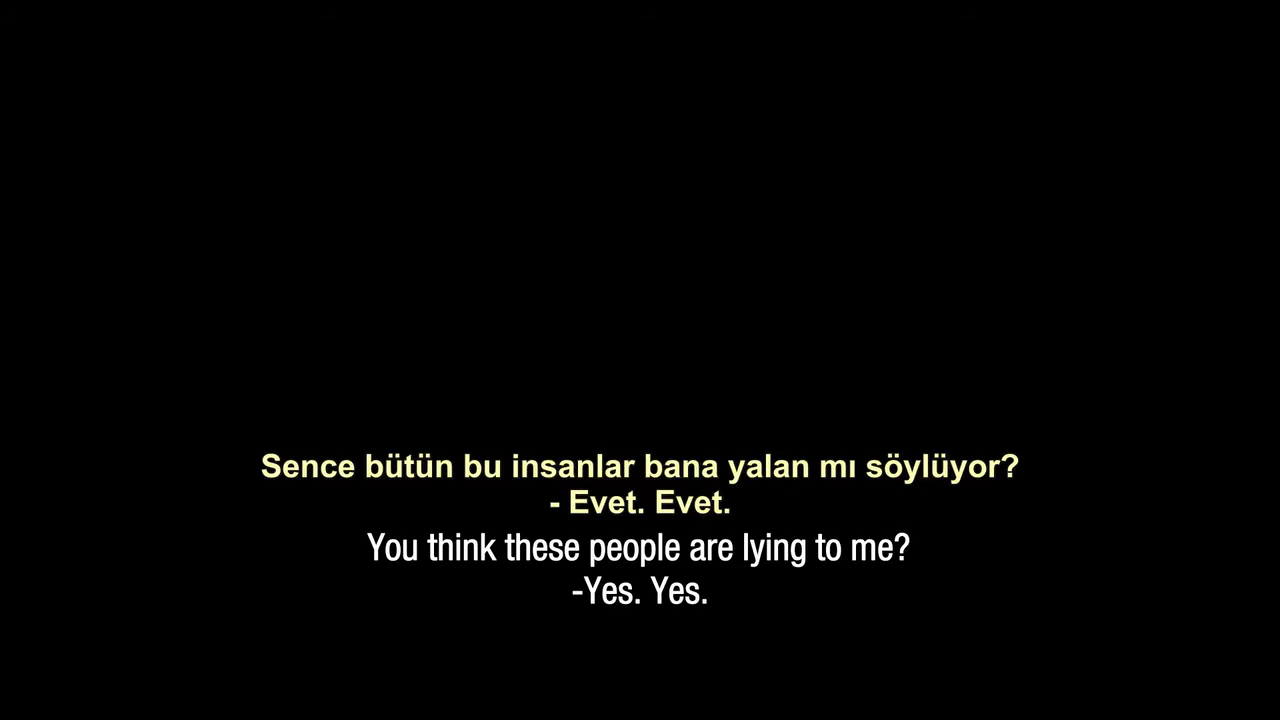 Sence bütün bu insanlar bana yalan mı söylüyor?
- Evet. Evet.
You think these people are lying to me?
-Yes. Yes.